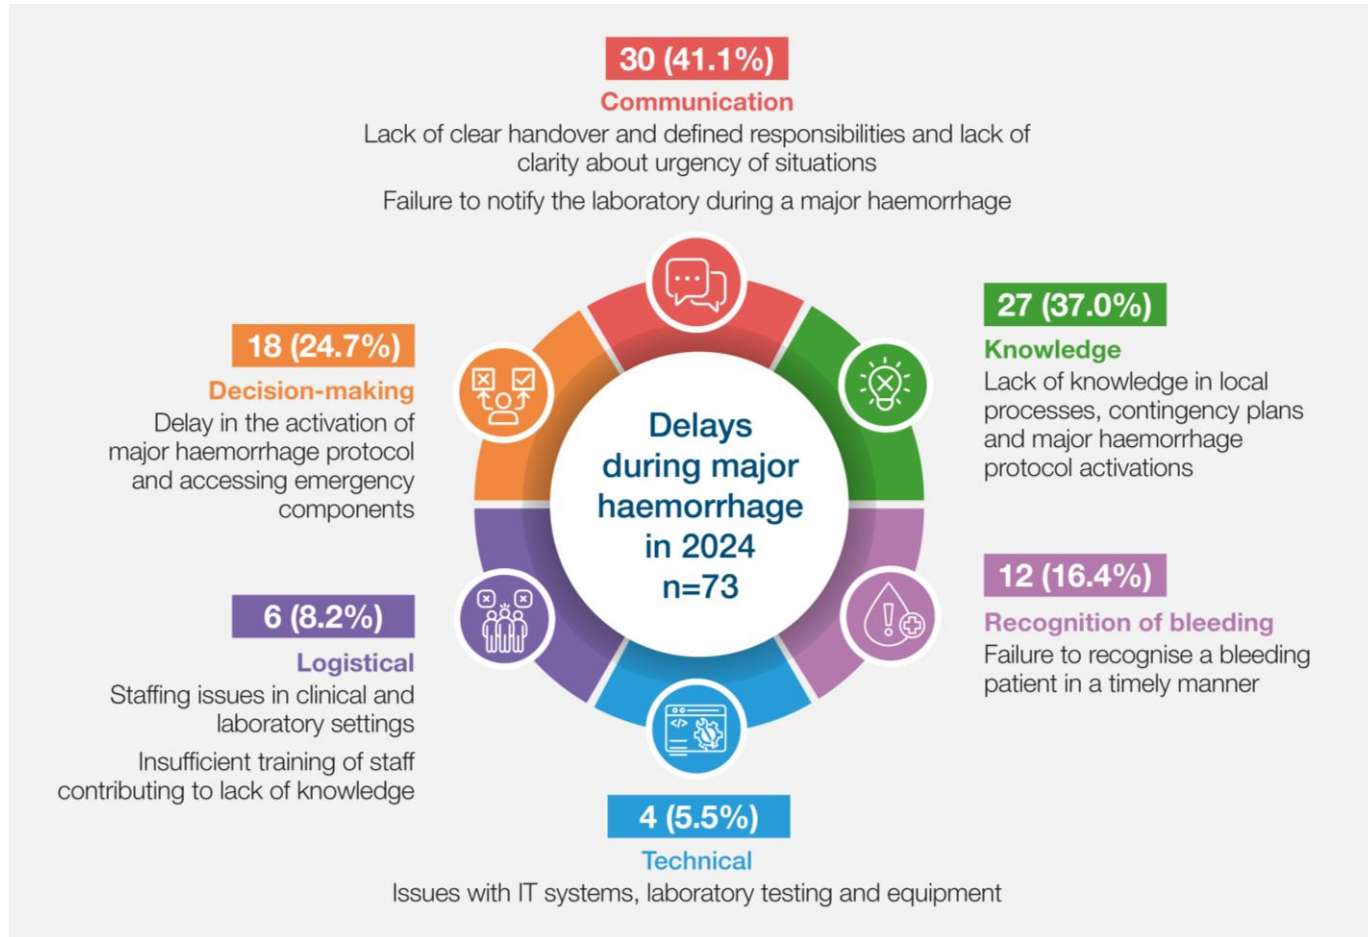 30 (41.1%)
Communication
Lack of clear handover and defined responsibilities and lack of
clarity about urgency of situations
Failure to notify the laboratory during a major haemorrhage
27 (37.0%)
Knowledge
Lack of knowledge in local
processes, contingency plans
and major haemorrhage
protocol activations
12 (16.4%)
Recognition of bleeding
Failure to recognise a bleeding
patient in a timely manner
4 (5.5%)
Technical
Issues with IT systems, laboratory testing and equipment
6 (8.2%)
Logistical
Staffing issues in clinical and
laboratory settings
Insufficient training of staff
contributing to lack of knowledge
18 (24.7%)
Decision-making
Delay in the activation of
major haemorrhage protocol
and accessing emergency
components
Delays
during major
haemorrhage
in 2024
n=73